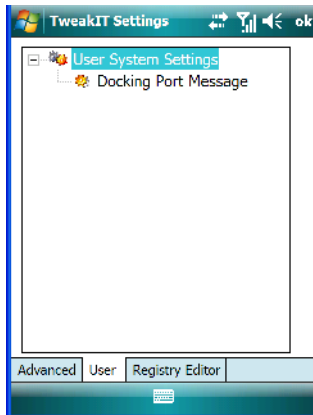 TweakIT Settings ok
User System Settings
Docking Port Message
Advanced User Registry Editor